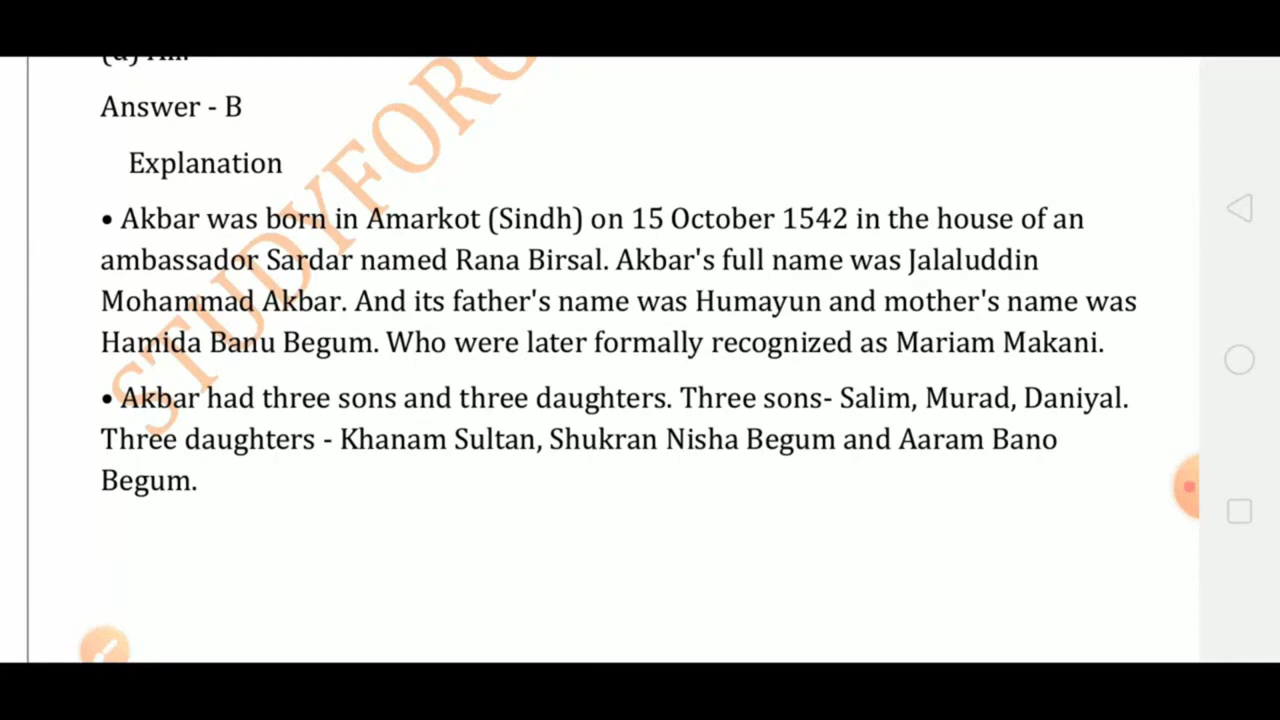 Answer - B
Explanation
• Akbar was born in Amarkot (Sindh) on 15 October 1542 in the house of an
ambassador Sardar named Rana Birsal. Akbar's full name was Jalaluddin
Mohammad Akbar. And its father's name was Humayun and mother's name was
Hamida Banu Begum. Who were later formally recognized as Mariam Makani.
• Akbar had three sons and three daughters. Three sons- Salim, Murad, Daniyal.
Three daughters - Khanam Sultan, Shukran Nisha Begum and Aaram Bano
Begum.
STUDYFORC